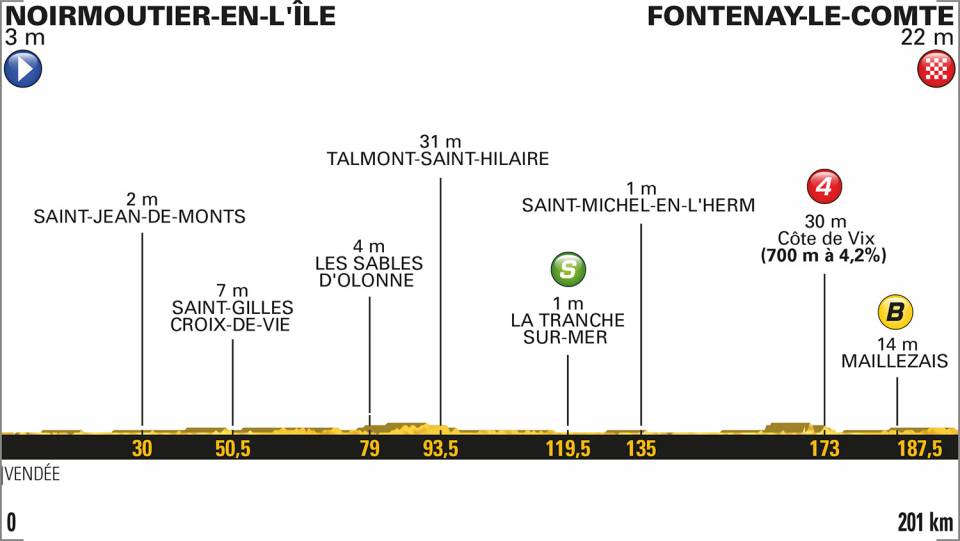 NOIRMOUTIER-EN-L'ÎLE
3 m
FONTENAY-LE-COMTE
22 m
31 m
TALMONT-SAINT-HILAIRE
2 m
SAINT-JEAN-DE-MONTS
1 m
SAINT-MICHEL-EN-L'HERM
4
30 m
Côte de Vix
(700 m à 4,2%)
4 m
LES SABLES
D'OLONNE
S
1 m
LA TRANCHE
SUR-MER
7 m
SAINT-GILLES
CROIX-DE-VIE
B
14 m
MAILLEZAIS
30
50,5
79
93,5
119,5
135
173
187,5
VENDÉE
0
201 km